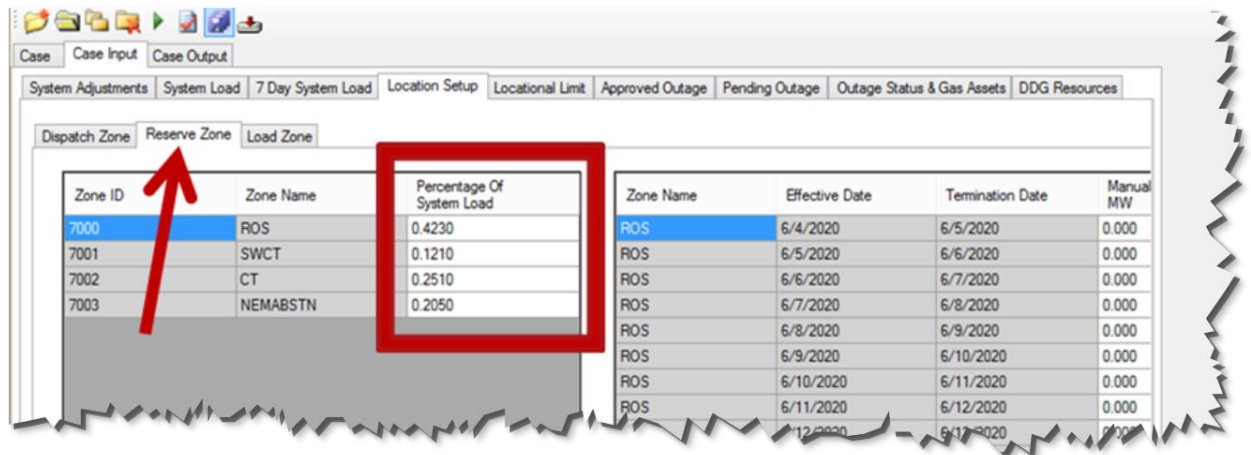 Case Case Input Case Output
System Adjustments System Load 7 Day System Load Location Setup Locational Limit Approved Outage Pending Outage Outage Status & Gas Assets DDG Resources
Dispatch Zone Reserve Zone Load Zone
Zone ID Zone Name Percentage Of System Load Zone Name Effective Date Termination Date Manual MW
7000 ROS 0.4230 ROS 6/4/2020 6/5/2020 0.000
7001 SWCT 0.1210 ROS 6/5/2020 6/6/2020 0.000
7002 CT 0.2510 ROS 6/6/2020 6/7/2020 0.000
7003 NEMABSTN 0.2050 ROS 6/7/2020 6/8/2020 0.000
ROS 6/8/2020 6/9/2020 0.000
ROS 6/9/2020 6/10/2020 0.000
ROS 6/10/2020 6/11/2020 0.000
ROS 6/11/2020 6/12/2020 0.000